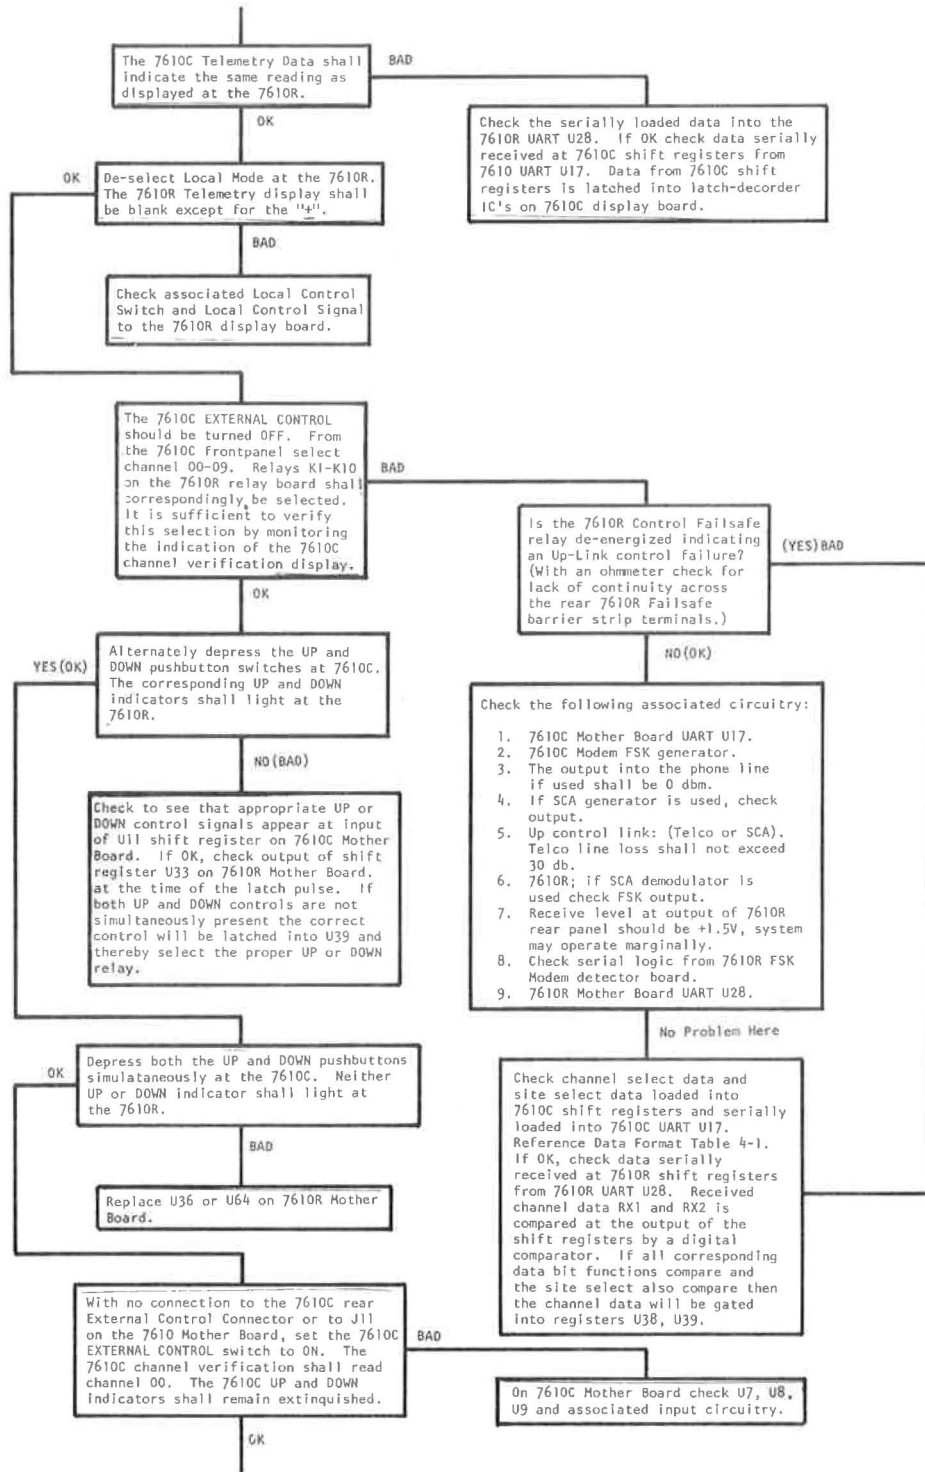 The 7610C Telemetry Data shall
indicate the same reading as
displayed at the 7610R.
BAD
OK
Check the serially loaded data into the
7610R UART U28. If OK check data serially
received at 7610C shift registers from
7610 UART U17. Data from 7610C shift
registers is latched into latch-decorder
IC's on 7610C display board.
OK
De-select Local Mode at the 7610R.
The 7610R Telemetry display shall
be blank except for the "±".
BAD
Check associated Local Control
Switch and Local Control Signal
to the 7610R display board.
The 7610C EXTERNAL CONTROL
should be turned OFF. From
the 7610C frontpanel select
channel 00-09. Relays K1-K10
on the 7610R relay board shall
correspondingly be selected.
It is sufficient to verify
this selection by monitoring
the indication of the 7610C
channel verification display.
BAD
OK
Is the 7610R Control Failsafe
relay de-energized indicating
an Up-Link control failure?
(With an ohmmeter check for
lack of continuity across
the rear 7610R Failsafe
barrier strip terminals.)
(YES)BAD
NO(OK)
YES(OK)
Alternately depress the UP and
DOWN pushbutton switches at 7610C.
The corresponding UP and DOWN
indicators shall light at the
7610R.
NO(BAD)
Check to see that appropriate UP or
DOWN control signals appear at input
of U11 shift register on 7610C Mother
Board. If OK, check output of shift
register U33 on 7610R Mother Board.
at the time of the latch pulse. If
both UP and DOWN controls are not
simultaneously present the correct
control will be latched into U39 and
thereby select the proper UP or DOWN
relay.
Check the following associated circuitry:
1. 7610C Mother Board UART U17.
2. 7610C Modem FSK generator.
3. The output into the phone line
if used shall be 0 dbm.
4. If SCA generator is used, check
output.
5. Up control link: (Telco or SCA).
Telco line loss shall not exceed
30 db.
6. 7610R; if SCA demodulator is
used check FSK output.
7. Receive level at output of 7610R
rear panel should be +1.5V, system
may operate marginally.
8. Check serial logic from 7610R FSK
Modem detector board.
9. 7610R Mother Board UART U28.
No Problem Here
OK
Depress both the UP and DOWN pushbuttons
simulataneously at the 7610C. Neither
UP or DOWN indicator shall light at
the 7610R.
BAD
Replace U36 or U64 on 7610R Mother
Board.
Check channel select data and
site select data loaded into
7610C shift registers and serially
loaded into 7610C UART U17.
Reference Data Format Table 4-1.
If OK, check data serially
received at 7610R shift registers
from 7610R UART U28. Received
channel data RX1 and RX2 is
compared at the output of the
shift registers by a digital
comparator. If all corresponding
data bit functions compare and
the site select also compare then
the channel data will be gated
into registers U38, U39.
With no connection to the 7610C rear
External Control Connector or to J11
on the 7610 Mother Board, set the 7610C
EXTERNAL CONTROL switch to ON. The
7610C channel verification shall read
channel 00. The 7610C UP and DOWN
indicators shall remain extinguished.
BAD
On 7610C Mother Board check U7, U8,
U9 and associated input circuitry.
OK